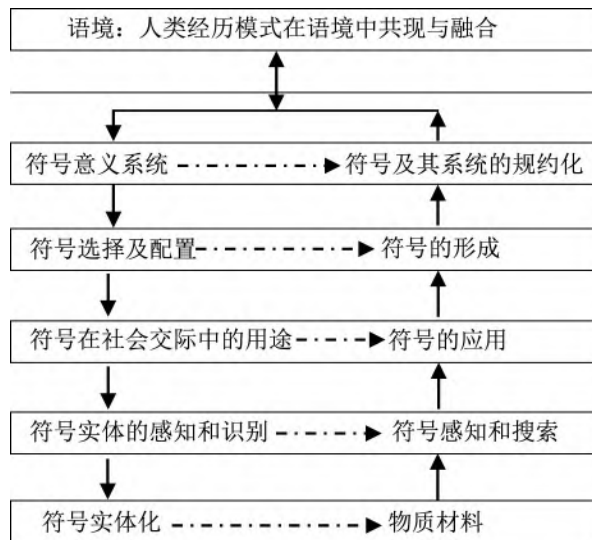 语境：人类经历模式在语境中共现与融合
符号意义系统 符号及其系统的规约化
符号选择及配置 符号的形成
符号在社会交际中的用途 符号的应用
符号实体的感知和识别 符号感知和搜索
符号实体化 物质材料